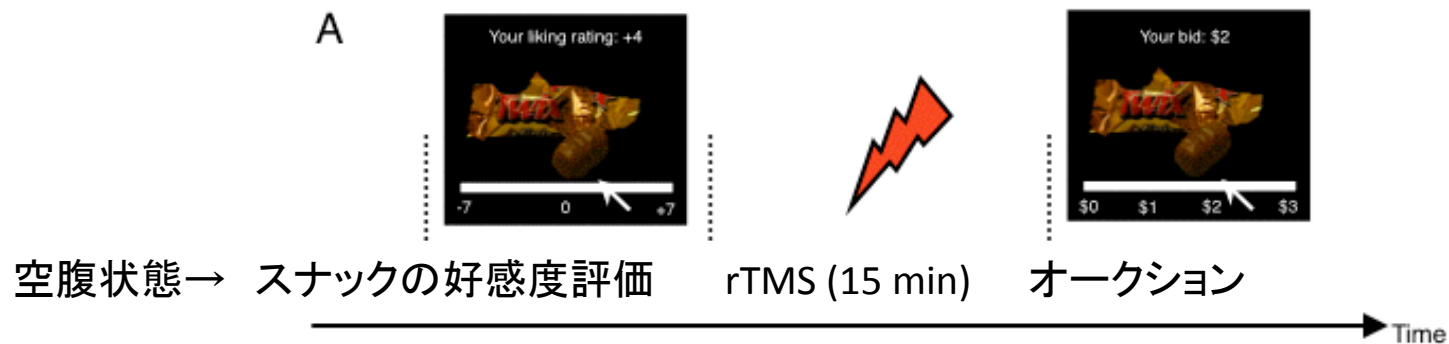 A
Your liking rating: +4
TWIX
-7 0 +7
Your bid: $2
TWIX
$0 $1 $2 $3
空腹状態→ スナックの好感度評価 rTMS (15 min) オークション
Time